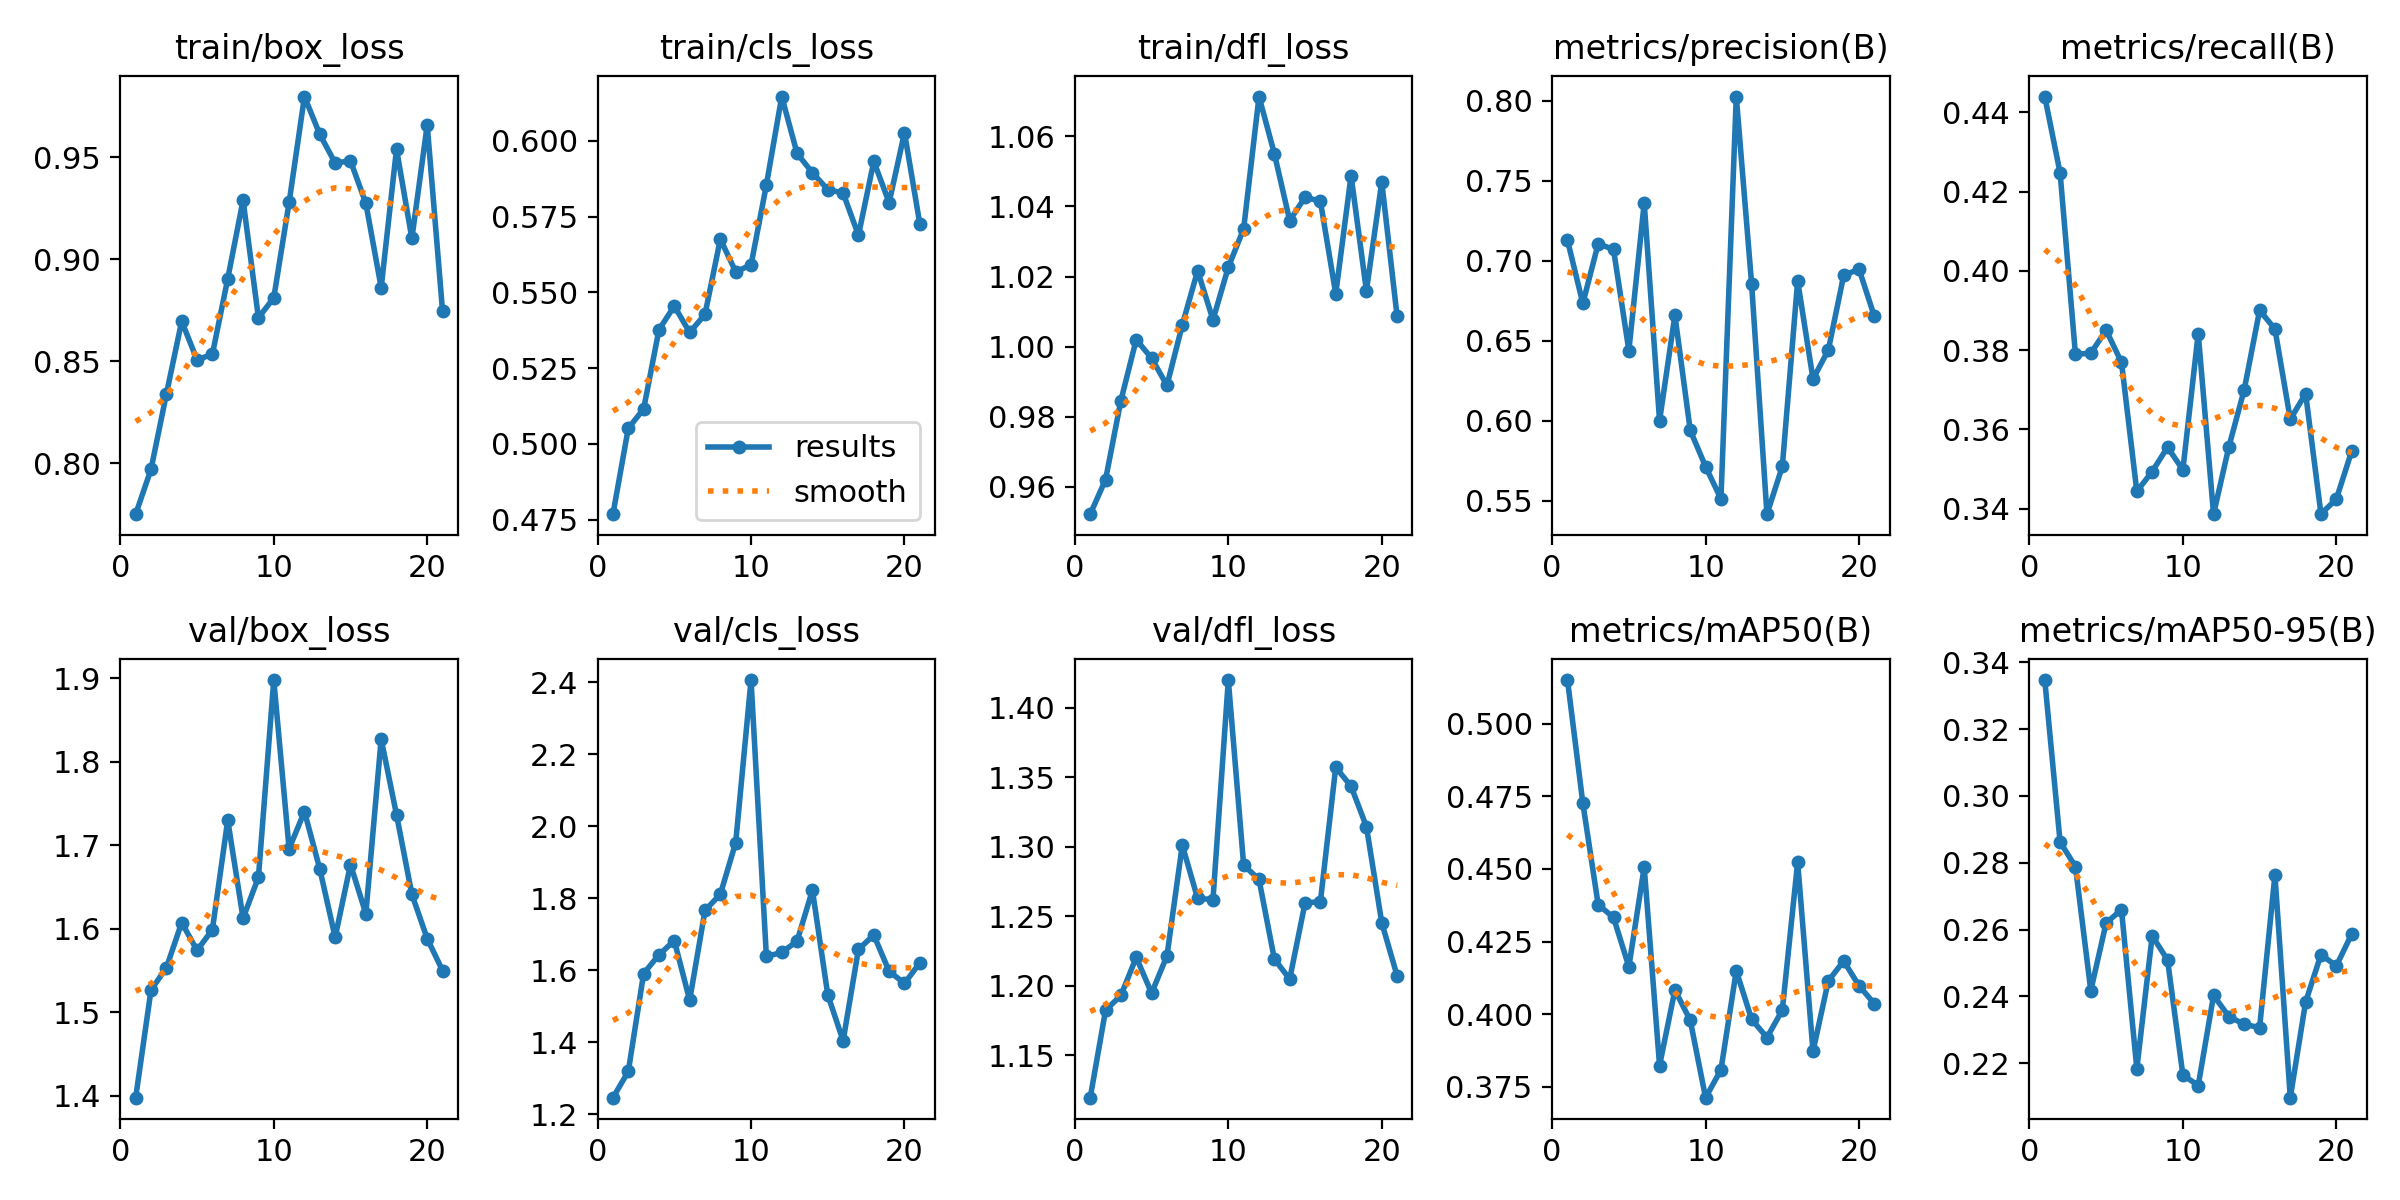 train/box_loss
0.95
0.90
0.85
0.80
0 10 20
train/cls_loss
0.600
0.575
0.550
0.525
0.500
0.475
results
smooth
0 10 20
train/dfl_loss
1.06
1.04
1.02
1.00
0.98
0.96
0 10 20
metrics/precision(B)
0.80
0.75
0.70
0.65
0.60
0.55
0 10 20
metrics/recall(B)
0.44
0.42
0.40
0.38
0.36
0.34
0 10 20
val/box_loss
1.9
1.8
1.7
1.6
1.5
1.4
0 10 20
val/cls_loss
2.4
2.2
2.0
1.8
1.6
1.4
1.2
0 10 20
val/dfl_loss
1.40
1.35
1.30
1.25
1.20
1.15
0 10 20
metrics/mAP50(B)
0.500
0.475
0.450
0.425
0.400
0.375
0 10 20
metrics/mAP50-95(B)
0.34
0.32
0.30
0.28
0.26
0.24
0.22
0 10 20